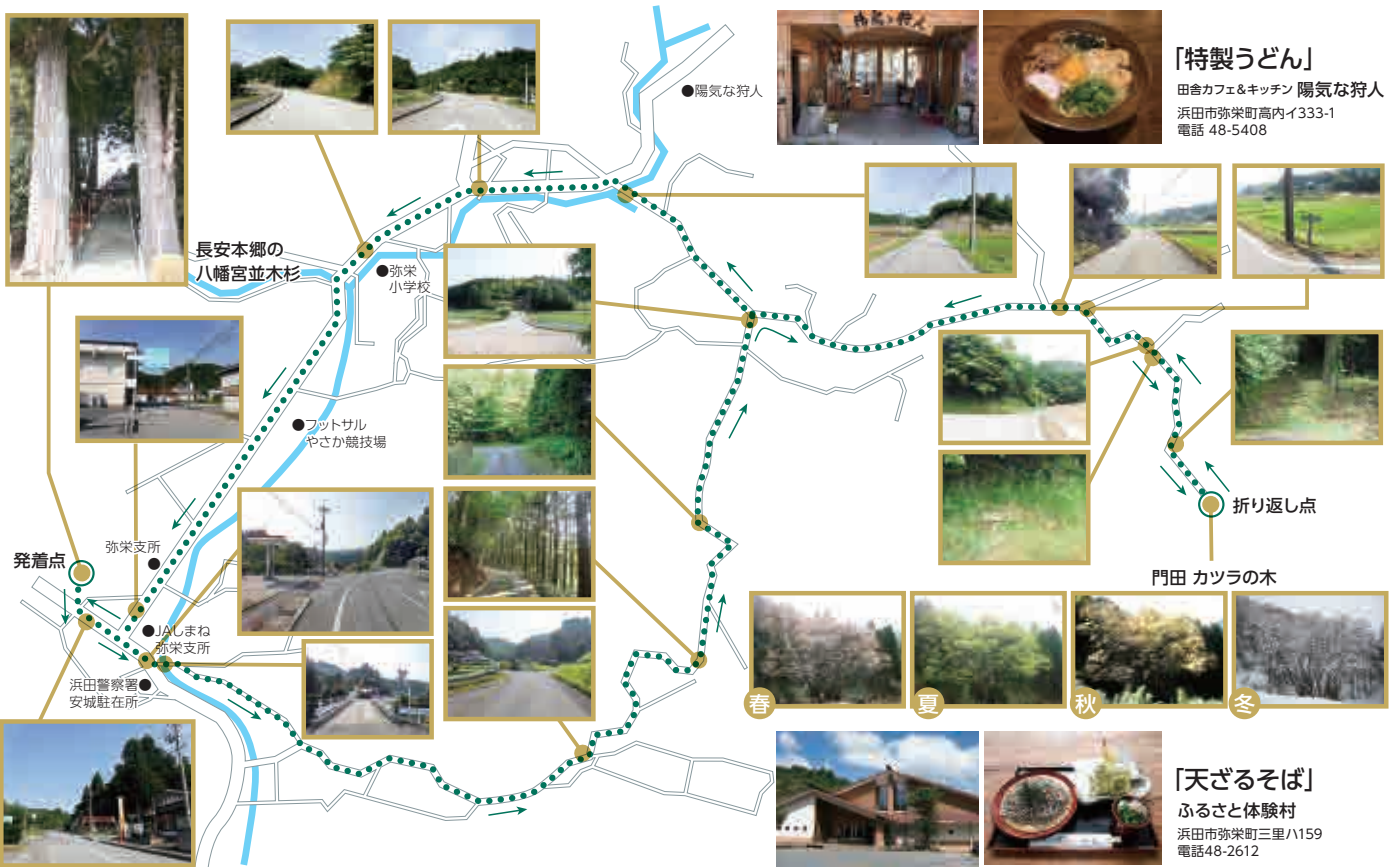 陽気な狩人
「特製うどん」
田舎カフェ&キッチン 陽気な狩人
浜田市弥栄町高内イ333-1
電話 48-5408
●陽気な狩人
長安本郷の
八幡宮並木杉
●弥栄
小学校
●フットサル
やさか競技場
弥栄支所
発着点
●JAしまね
弥栄支所
浜田警察署
安城駐在所
折り返し点
門田 カツラの木
春
夏
秋
冬
「天ざるそば」
ふるさと体験村
浜田市弥栄町三里ハ159
電話48-2612